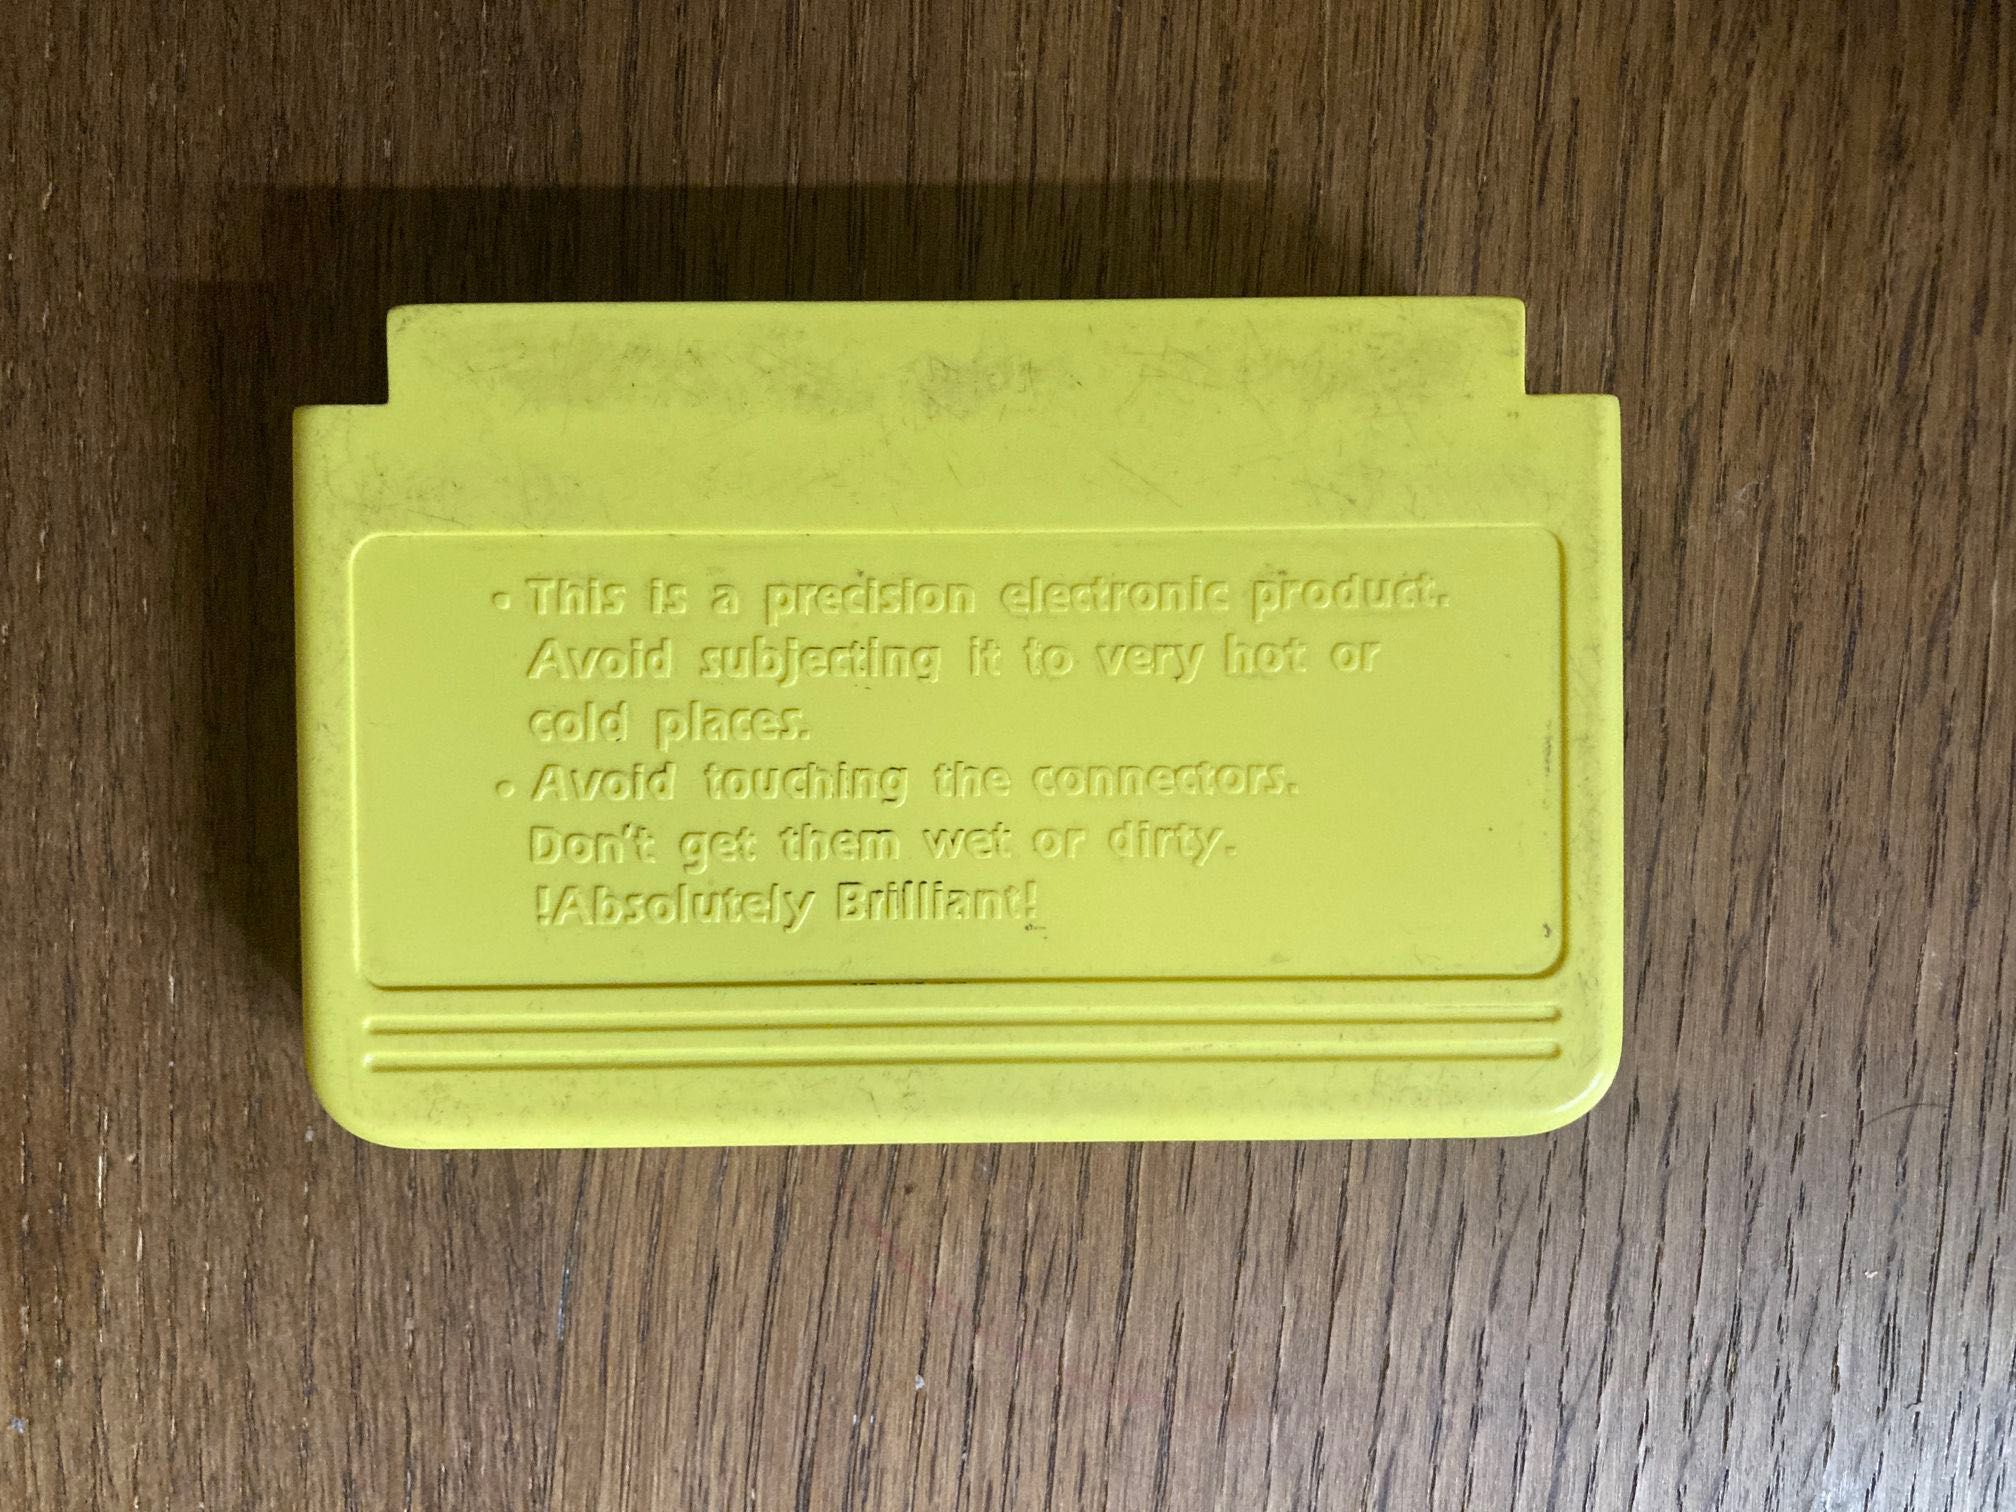 • This is a precision electronic product.
Avoid subjecting it to very hot or
cold places.
• Avoid touching the connectors.
Don't get them wet or dirty.
!Absolutely Brilliant!